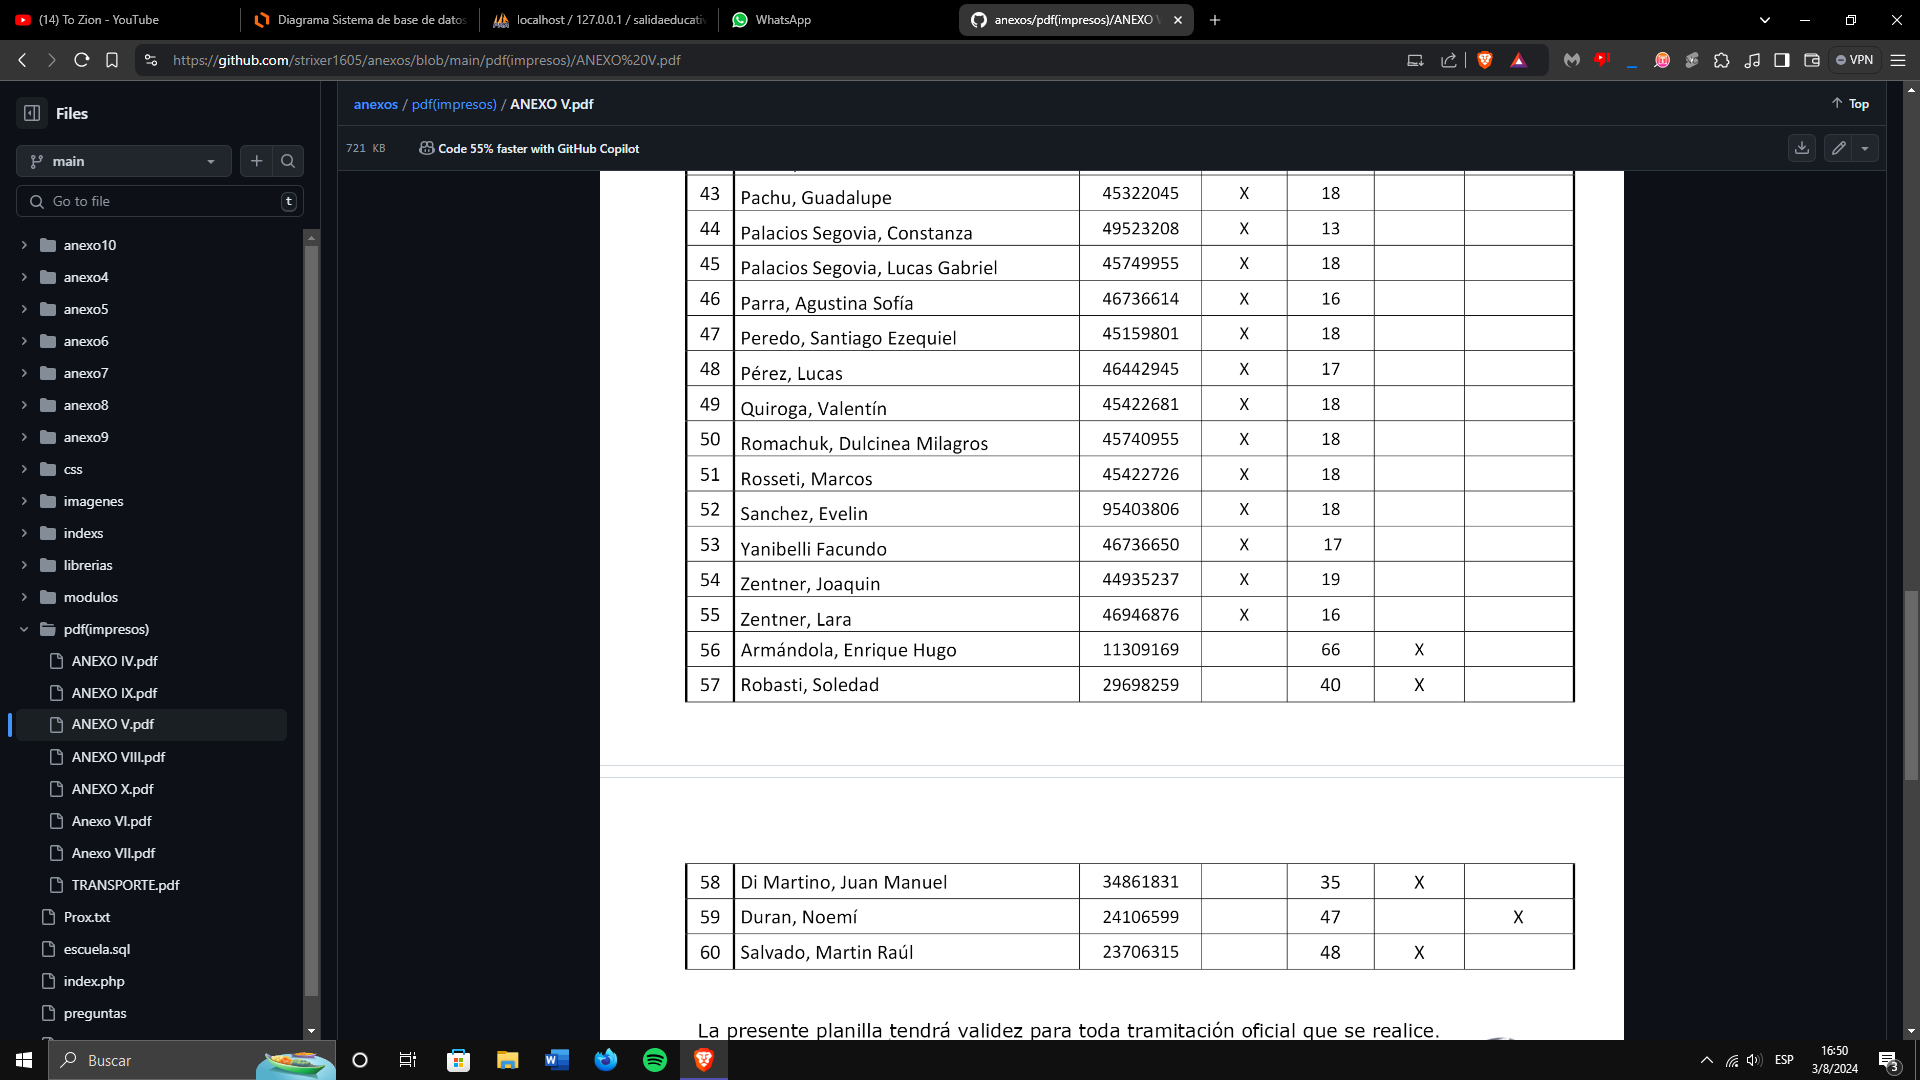 (14) To Zion - YouTube
Diagrama Sistema de base de datos
localhost / 127.0.0.1 / salidaeducativ
WhatsApp
anexos/pdf(impresos)/ANEXO V
https://github.com/strixer1605/anexos/blob/main/pdf(impresos)/ANEXO%20V.pdf
VPN
Files
anexos / pdf(impresos) / ANEXO V.pdf
Top
main
721 KB
Code 55% faster with GitHub Copilot
Go to file
t
anexo10
anexo4
anexo5
anexo6
anexo7
anexo8
anexo9
css
imagenes
indexs
librerias
modulos
pdf(impresos)
ANEXO IV.pdf
ANEXO IX.pdf
ANEXO V.pdf
ANEXO VIII.pdf
ANEXO X.pdf
Anexo VI.pdf
Anexo VII.pdf
TRANSPORTE.pdf
Prox.txt
escuela.sql
index.php
preguntas
43 Pachu, Guadalupe 45322045 X 18
44 Palacios Segovia, Constanza 49523208 X 13
45 Palacios Segovia, Lucas Gabriel 45749955 X 18
46 Parra, Agustina Sofía 46736614 X 16
47 Peredo, Santiago Ezequiel 45159801 X 18
48 Pérez, Lucas 46442945 X 17
49 Quiroga, Valentín 45422681 X 18
50 Romachuk, Dulcinea Milagros 45740955 X 18
51 Rosseti, Marcos 45422726 X 18
52 Sanchez, Evelin 95403806 X 18
53 Yanibelli Facundo 46736650 X 17
54 Zentner, Joaquin 44935237 X 19
55 Zentner, Lara 46946876 X 16
56 Armándola, Enrique Hugo 11309169 66 X
57 Robasti, Soledad 29698259 40 X
58 Di Martino, Juan Manuel 34861831 35 X
59 Duran, Noemí 24106599 47 X
60 Salvado, Martin Raúl 23706315 48 X
La presente planilla tendrá validez para toda tramitación oficial que se realice.
Buscar
ESP
16:50
3/8/2024
3